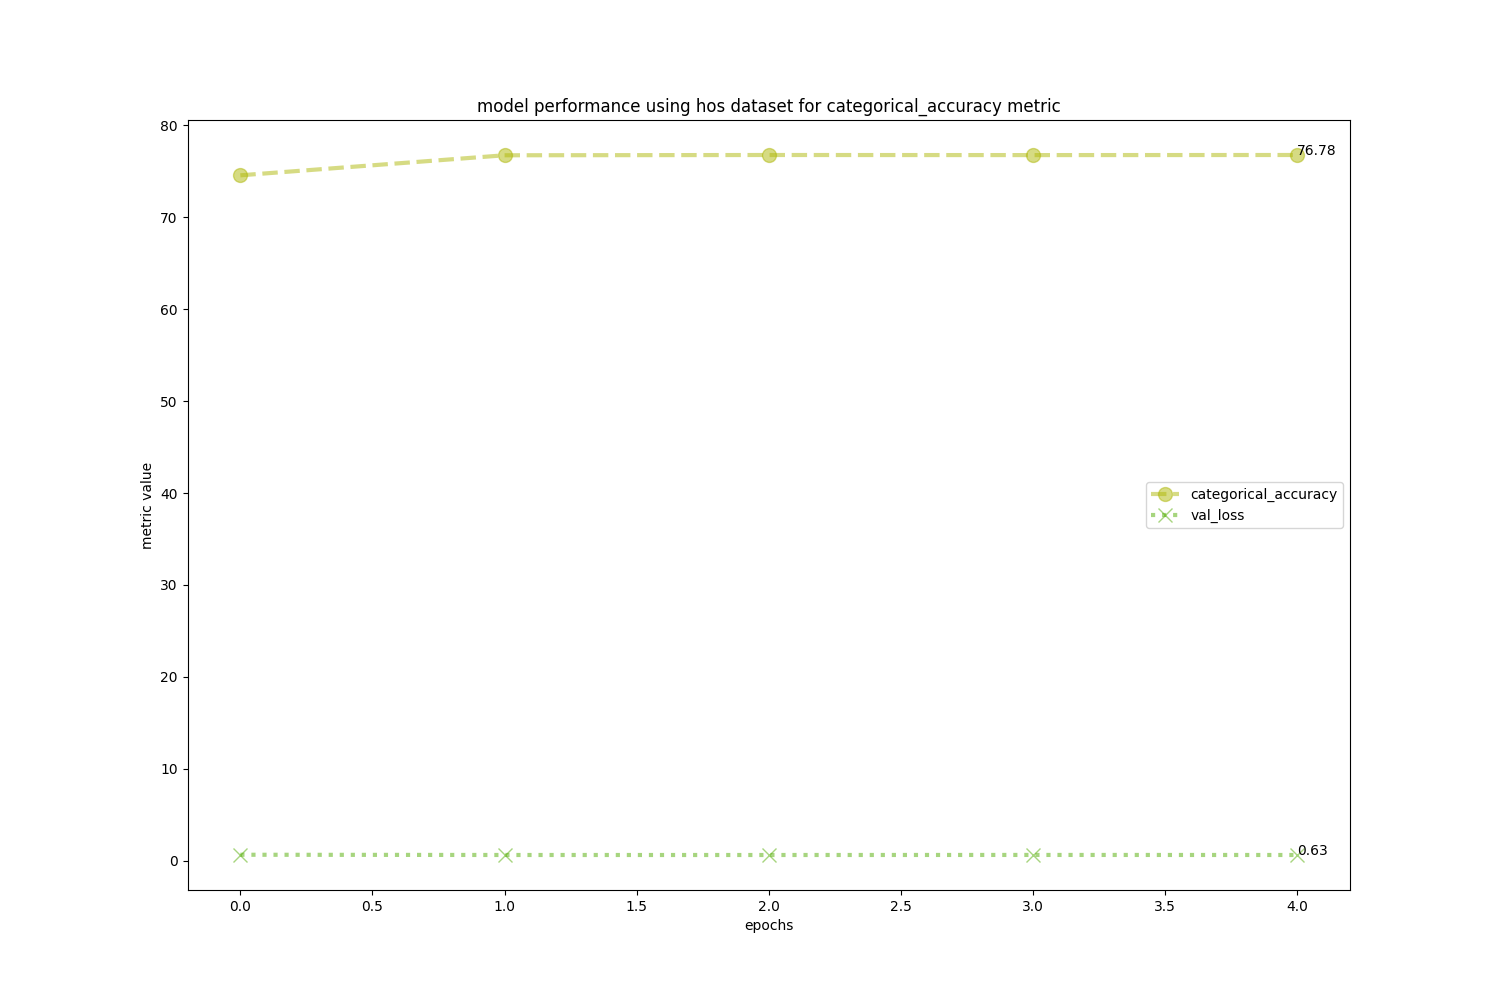 model performance using hos dataset for categorical_accuracy metric
80
70
60
50
40
30
20
10
0
metric value
76.78
0.63
categorical_accuracy
val_loss
0.0 0.5 1.0 1.5 2.0 2.5 3.0 3.5 4.0
epochs